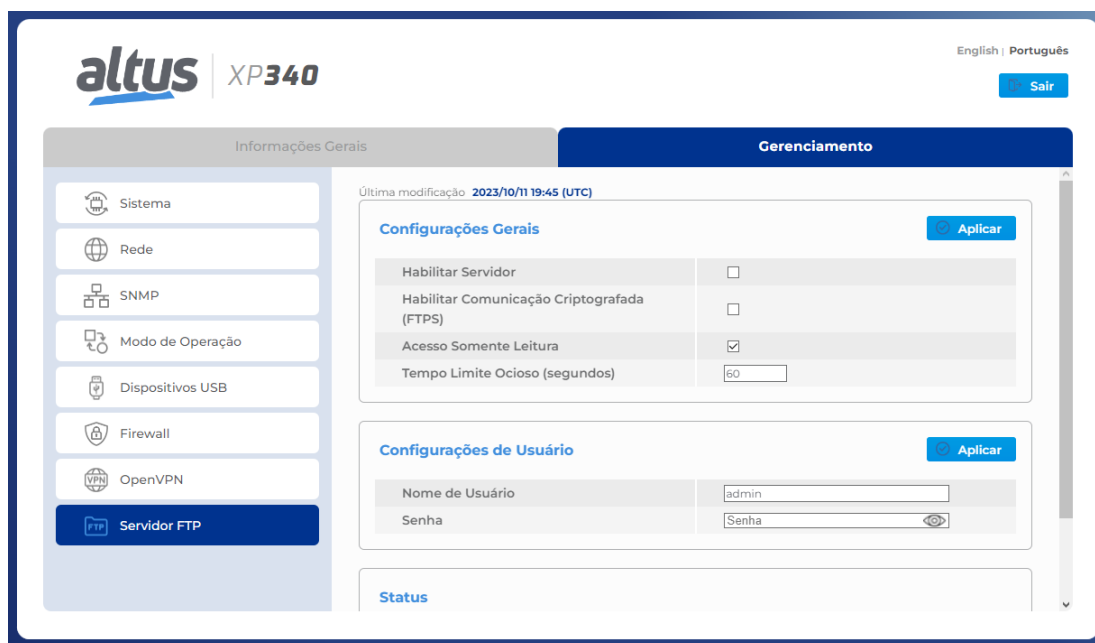 altus XP340
English | Português
Sair
Informações Gerais
Gerenciamento
Sistema
Rede
SNMP
Modo de Operação
Dispositivos USB
Firewall
VPN OpenVPN
FTP Servidor FTP
Última modificação 2023/10/11 19:45 (UTC)
Configurações Gerais
Aplicar
Habilitar Servidor
Habilitar Comunicação Criptografada
(FTPS)
Acesso Somente Leitura
Tempo Limite Ocioso (segundos) 60
Configurações de Usuário
Aplicar
Nome de Usuário admin
Senha Senha
Status